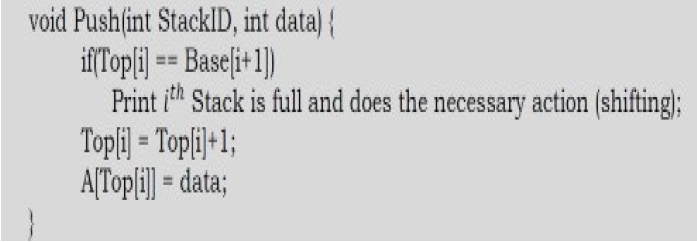 void Push(int StackID, int data) {
if(Top[i] == Base[i+1])
Print iᵗʰ Stack is full and does the necessary action (shifting);
Top[i] = Top[i]+1;
A[Top[i]] = data;
}